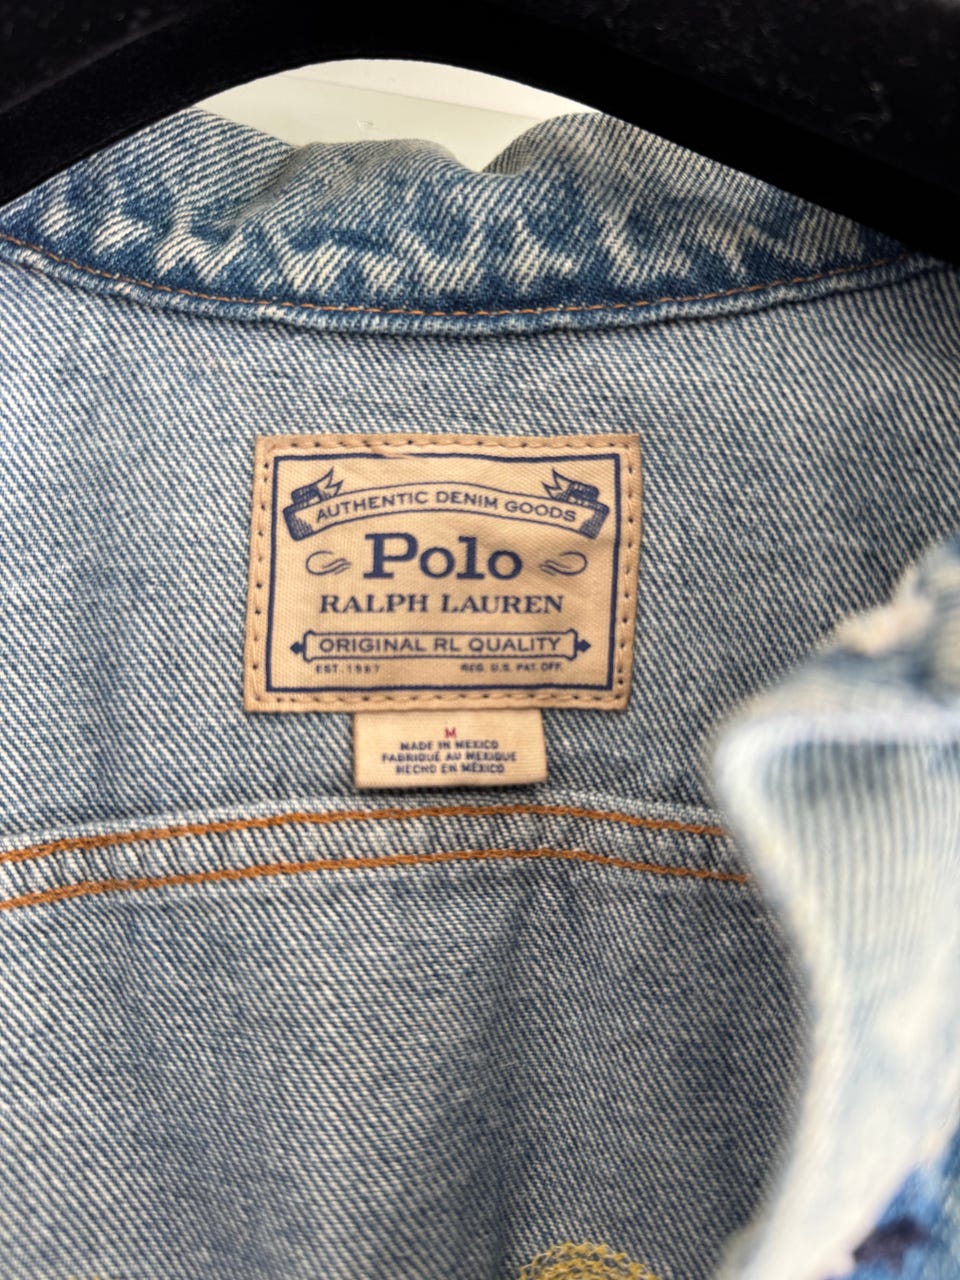 AUTHENTIC DENIM GOODS
Polo
RALPH LAUREN
ORIGINAL RL QUALITY
EST. 1967 REG. U.S. PAT. OFF.
M
MADE IN MEXICO
FABRIQUÉ AU MEXIQUE
HECHO EN MÉXICO